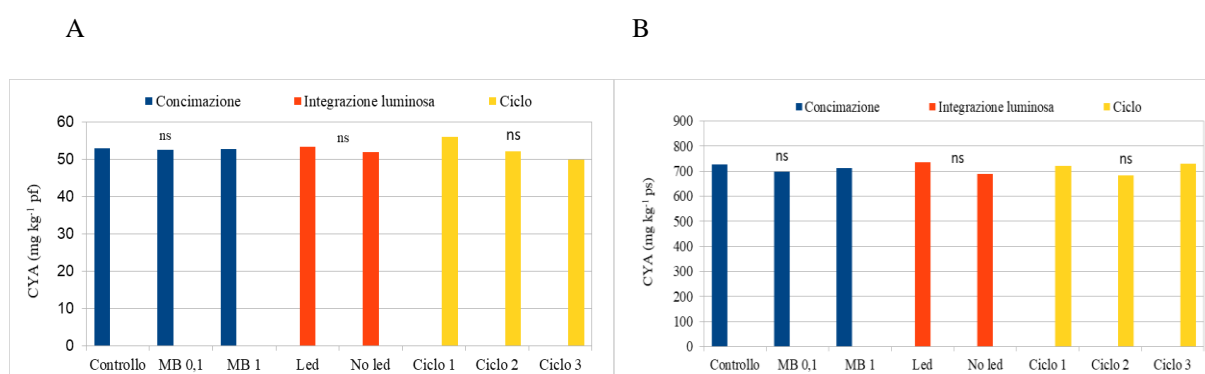 A
B
Concimazione Integrazione luminosa Ciclo
CYA (mg kg⁻¹ pf)
60
50
40
30
20
10
0
ns
ns
ns
Controllo MB 0,1 MB 1 Led No led Ciclo 1 Ciclo 2 Ciclo 3
Concimazione Integrazione luminosa Ciclo
CYA (mg kg⁻¹ ps)
900
800
700
600
500
400
300
200
100
0
ns
ns
ns
Controllo MB 0,1 MB 1 Led No led Ciclo 1 Ciclo 2 Ciclo 3